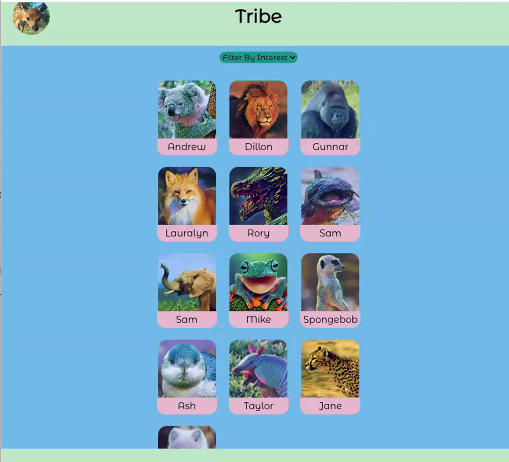 Tribe
Filter By Interest
Andrew
Dillon
Gunnar
Lauralyn
Rory
Sam
Sam
Mike
Spongebob
Ash
Taylor
Jane